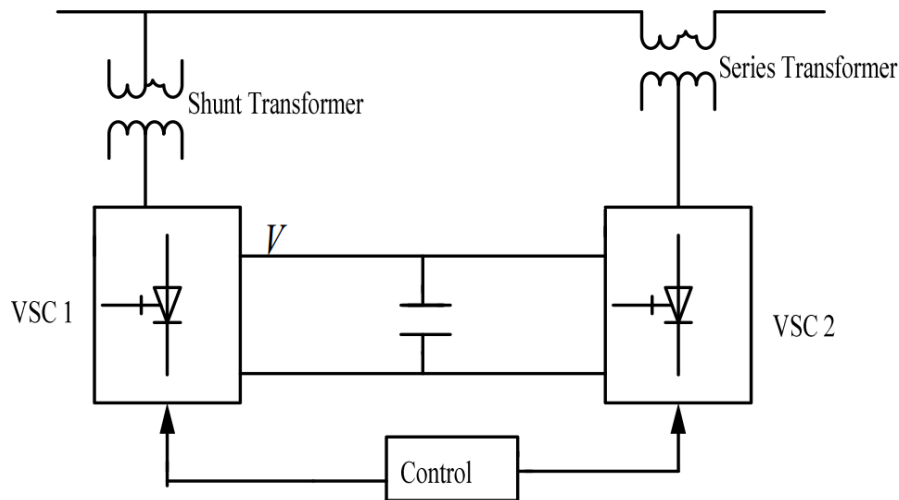 Series Transformer
Shunt Transformer
V
VSC 1
VSC 2
Control